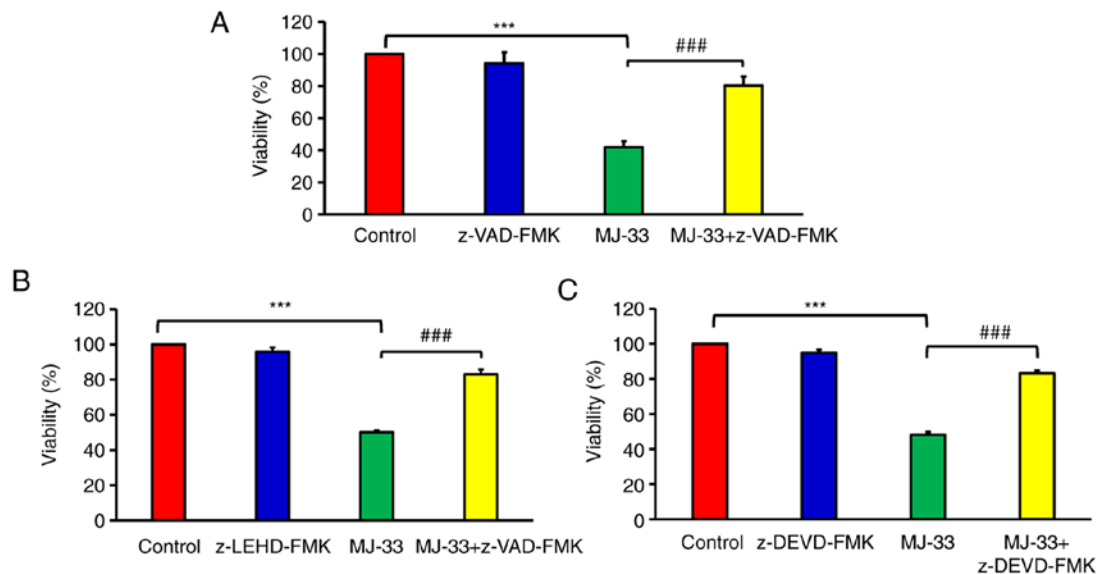 A
120
100
80
60
40
20
0
Viability (%)
***
###
Control z-VAD-FMK MJ-33 MJ-33+z-VAD-FMK
B
120
100
80
60
40
20
0
Viability (%)
***
###
Control z-LEHD-FMK MJ-33 MJ-33+z-VAD-FMK
C
120
100
80
60
40
20
0
Viability (%)
***
###
Control z-DEVD-FMK MJ-33 MJ-33+
z-DEVD-FMK